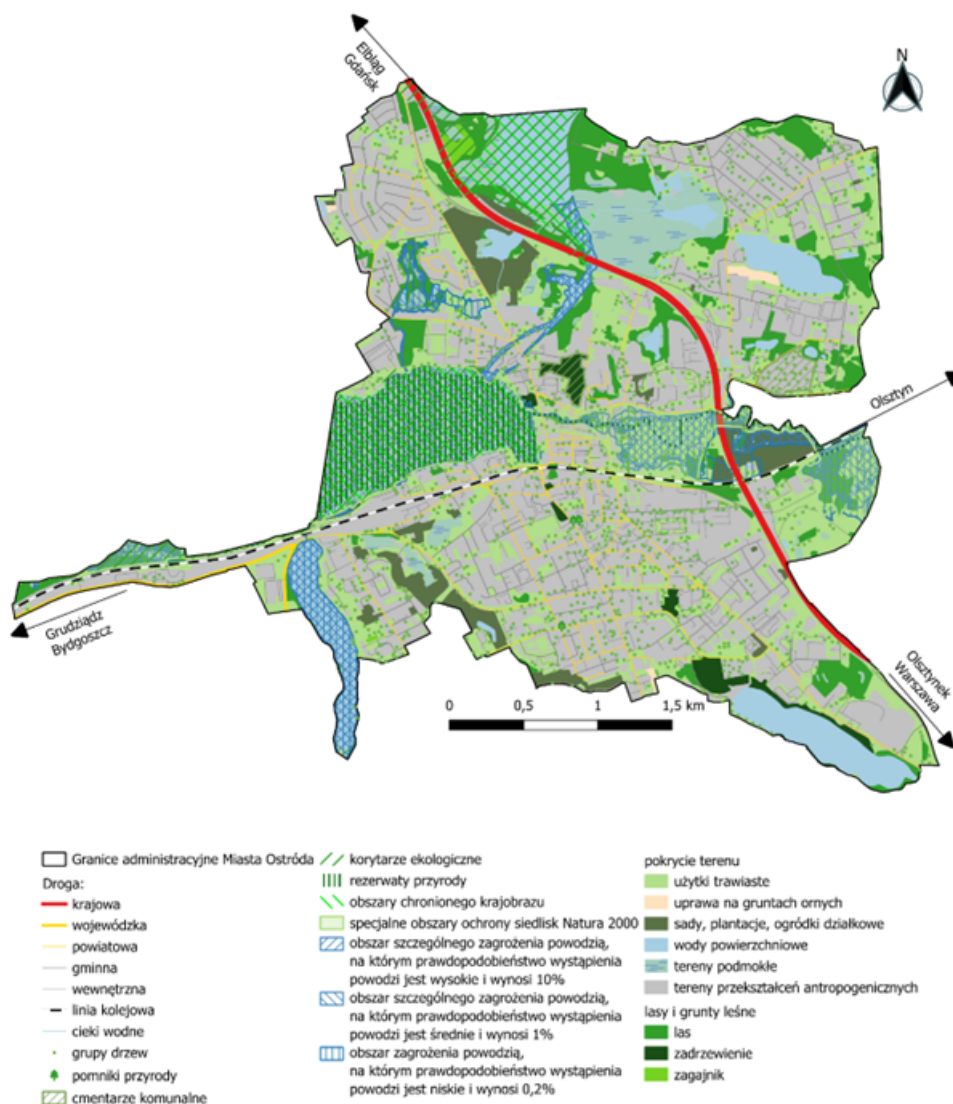 Elbląg
Gdańsk
N
Olsztyn
Grudziądz
Bydgoszcz
Olsztynek
Warszawa
0 0,5 1 1,5 km
Granice administracyjne Miasta Ostróda
Droga:
krajowa
wojewódzka
powiatowa
gminna
wewnętrzna
linia kolejowa
cieki wodne
grupy drzew
pomniki przyrody
cmentarze komunalne
korytarze ekologiczne
rezerwaty przyrody
obszary chronionego krajobrazu
specjalne obszary ochrony siedlisk Natura 2000
obszar szczególnego zagrożenia powodzią,
na którym prawdopodobieństwo wystąpienia
powodzi jest wysokie i wynosi 10%
obszar szczególnego zagrożenia powodzią,
na którym prawdopodobieństwo wystąpienia
powodzi jest średnie i wynosi 1%
obszar zagrożenia powodzią,
na którym prawdopodobieństwo wystąpienia
powodzi jest niskie i wynosi 0,2%
pokrycie terenu
użytki trawiaste
uprawa na gruntach ornych
sady, plantacje, ogródki działkowe
wody powierzchniowe
tereny podmokłe
tereny przekształceń antropogenicznych
lasy i grunty leśne
las
zadrzewienie
zagajnik